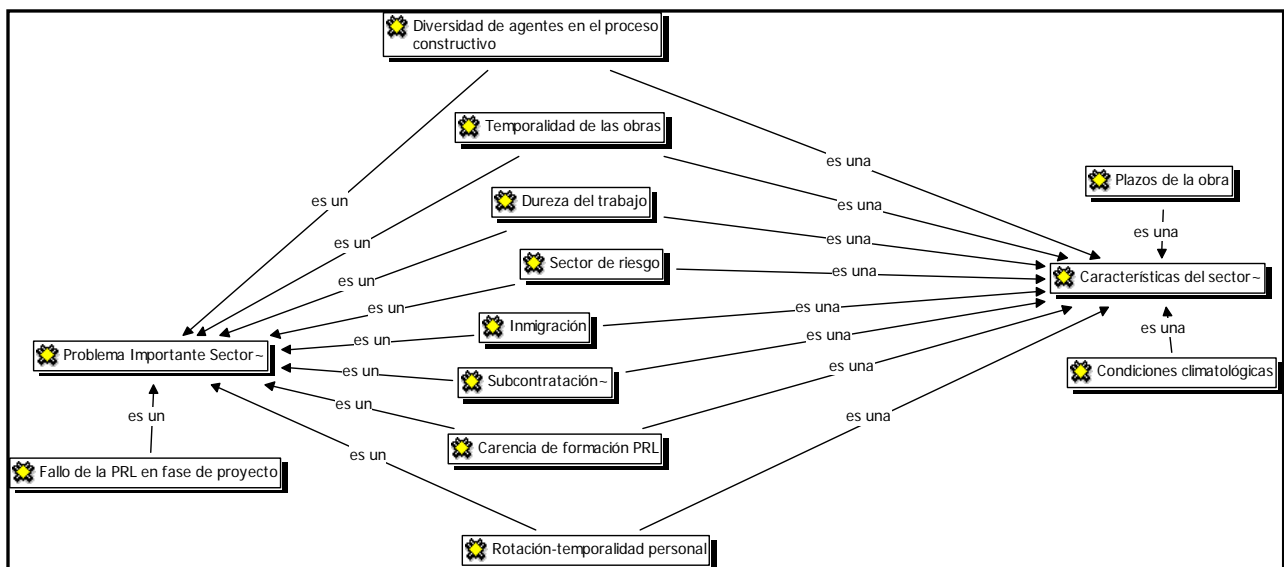 Diversidad de agentes en el proceso
constructivo
Temporalidad de las obras
es una
Plazos de la obra
es un
Dureza del trabajo
es una
es una
es un
es una
Sector de riesgo
es una
Características del sector~
es un
es un
Inmigración
es una
es una
Problema Importante Sector~
es un
Subcontratación~
es una
Condiciones climatológicas
es un
es un
es una
Carencia de formación PRL
es un
Fallo de la PRL en fase de proyecto
Rotación-temporalidad personal